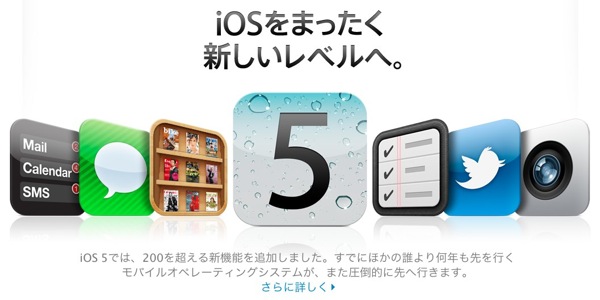 iOSをまったく
新しいレベルへ。
Mail
Calendar
SMS
5
iOS 5では、200を超える新機能を追加しました。すでにほかの誰より何年も先を行く
モバイルオペレーティングシステムが、また圧倒的に先へ行きます。
さらに詳しく